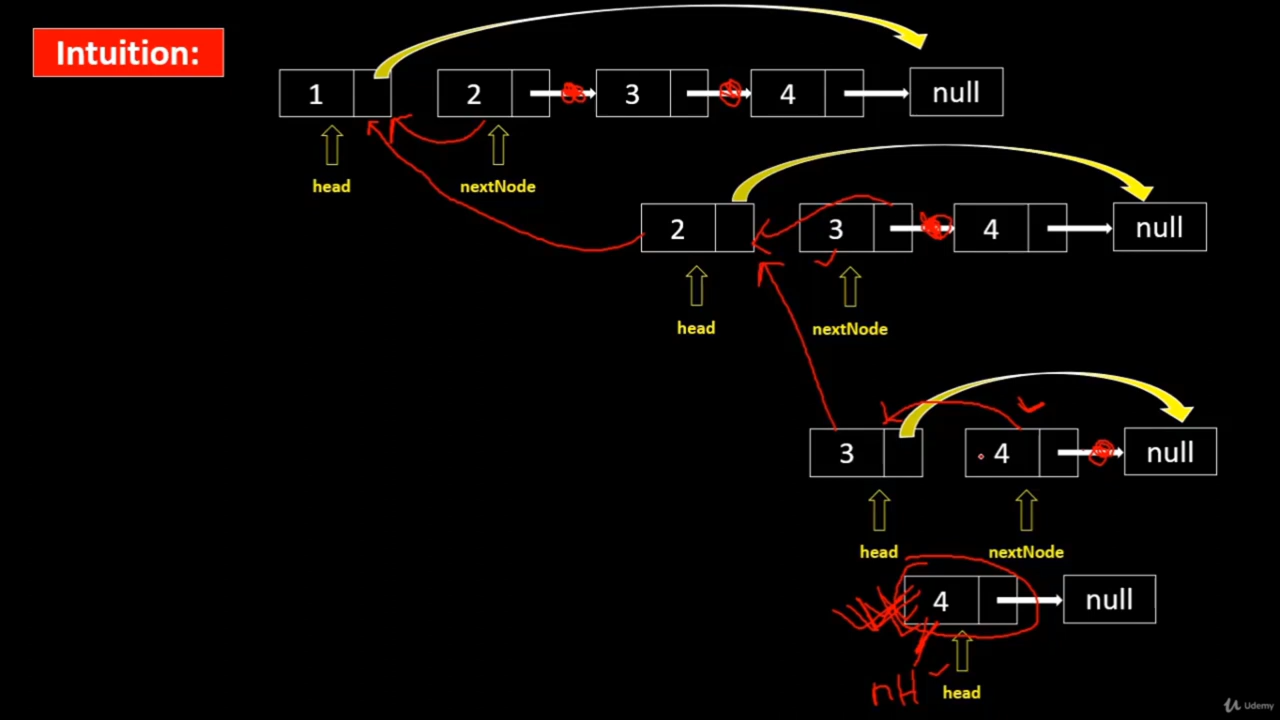 Intuition:
1 2 3 4 null
head nextNode
2 3 4 null
head nextNode
3 4 null
head nextNode
4 null
nH head
Udemy